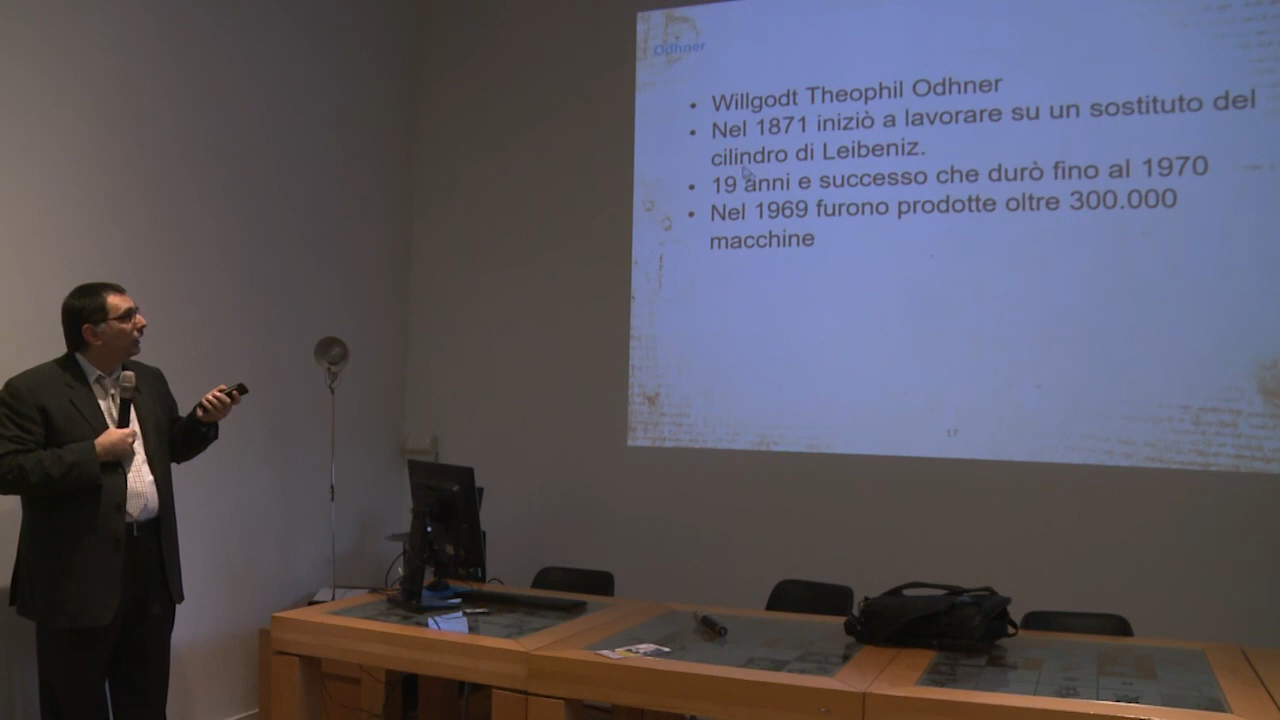 Odhner
• Willgodt Theophil Odhner
• Nel 1871 iniziò a lavorare su un sostituto del
cilindro di Leibeniz.
• 19 anni e successo che durò fino al 1970
• Nel 1969 furono prodotte oltre 300.000
macchine
17